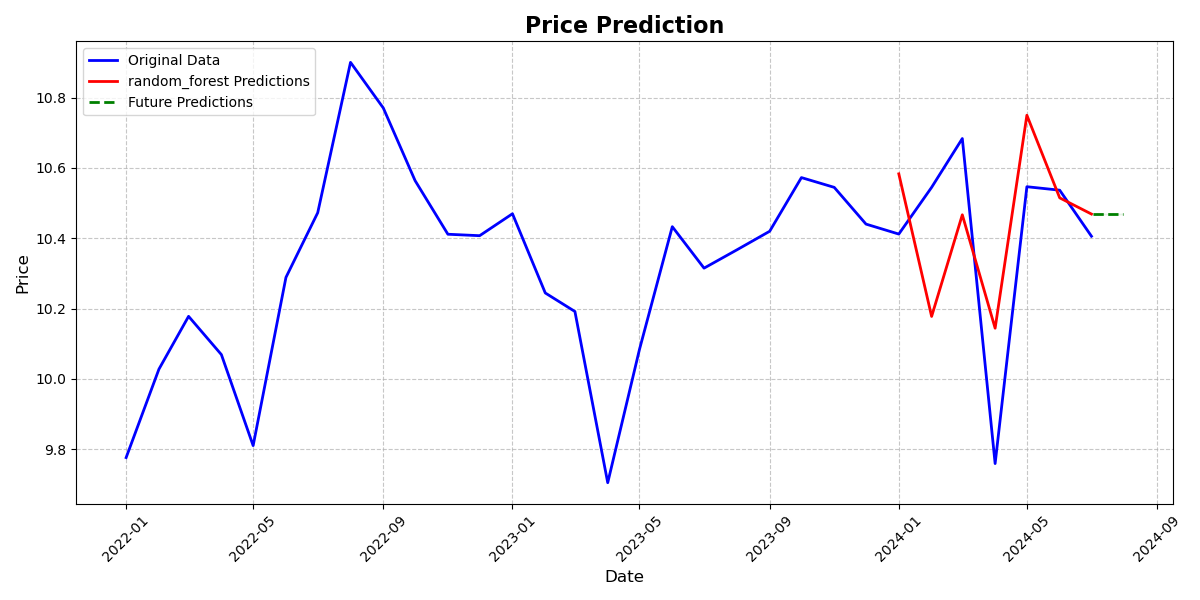 Price Prediction
Original Data
random_forest Predictions
Future Predictions
Price
10.8
10.6
10.4
10.2
10.0
9.8
2022-01
2022-05
2022-09
2023-01
2023-05
2023-09
2024-01
2024-05
2024-09
Date